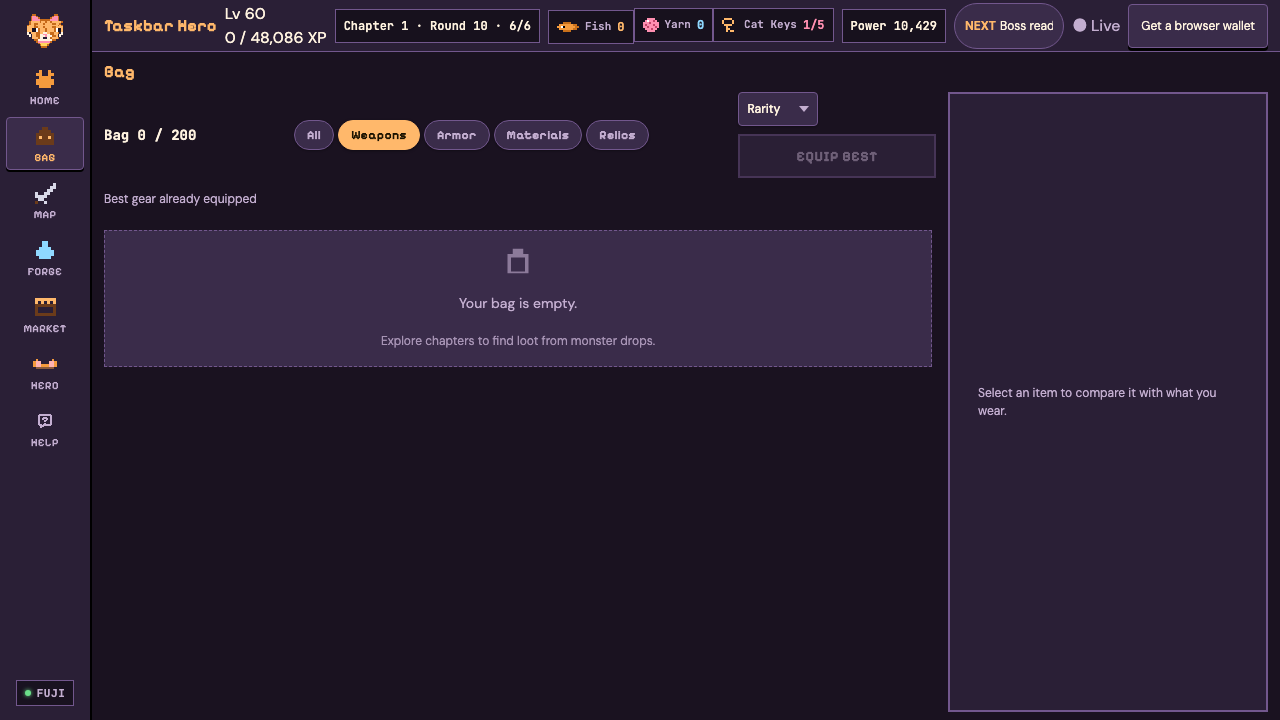 Taskbar Hero
Lv 60
0 / 48,086 XP
Chapter 1 · Round 10 · 6/6
Fish 0
Yarn 0
Cat Keys 1/5
Power 10,429
NEXT Boss read
Live
Get a browser wallet
HOME
BAG
MAP
FORGE
MARKET
HERO
HELP
FUJI
Bag
Bag 0 / 200
All
Weapons
Armor
Materials
Relics
Rarity
EQUIP BEST
Best gear already equipped
Your bag is empty.
Explore chapters to find loot from monster drops.
Select an item to compare it with what you
wear.